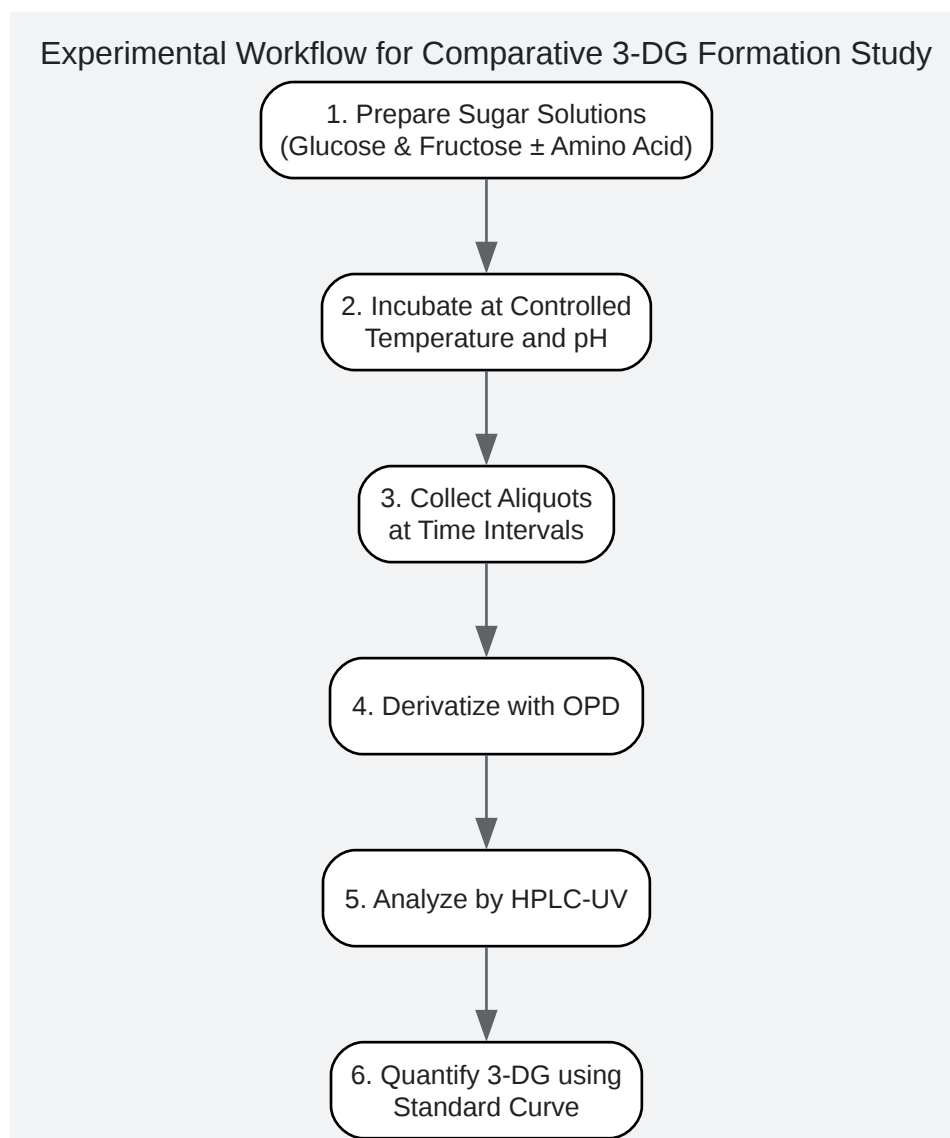 Experimental Workflow for Comparative 3-DG Formation Study
1. Prepare Sugar Solutions
(Glucose & Fructose ± Amino Acid)
2. Incubate at Controlled
Temperature and pH
3. Collect Aliquots
at Time Intervals
4. Derivatize with OPD
5. Analyze by HPLC-UV
6. Quantify 3-DG using
Standard Curve